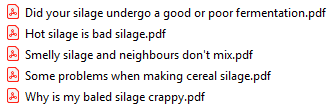 Did your silage undergo a good or poor fermentation.pdf
Hot silage is bad silage.pdf
Smelly silage and neighbours don't mix.pdf
Some problems when making cereal silage.pdf
Why is my baled silage crappy.pdf